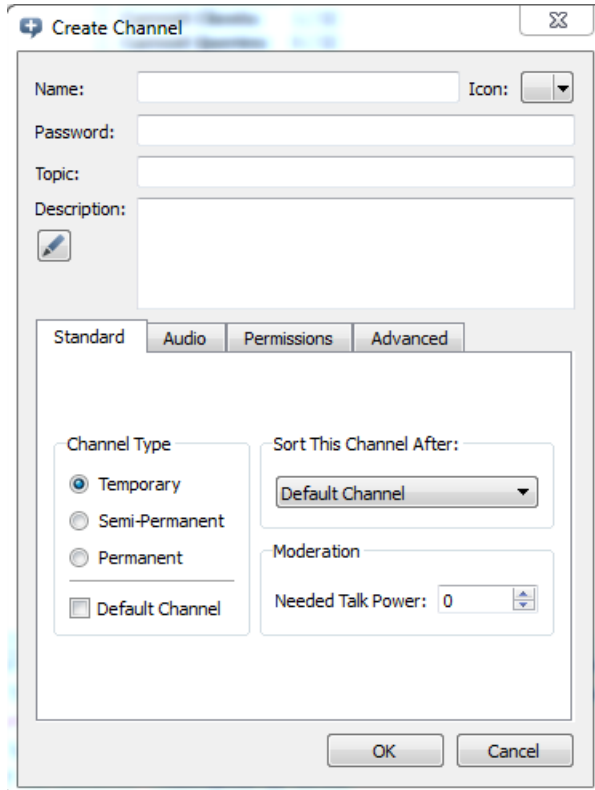 Create Channel
Name:
Icon:
Password:
Topic:
Description:
Standard
Audio
Permissions
Advanced
Channel Type
Temporary
Semi-Permanent
Permanent
Default Channel
Sort This Channel After:
Default Channel
Moderation
Needed Talk Power: 0
OK
Cancel